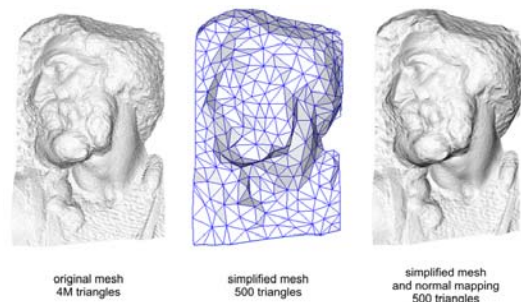 original mesh
4M triangles
simplified mesh
500 triangles
simplified mesh
and normal mapping
500 triangles